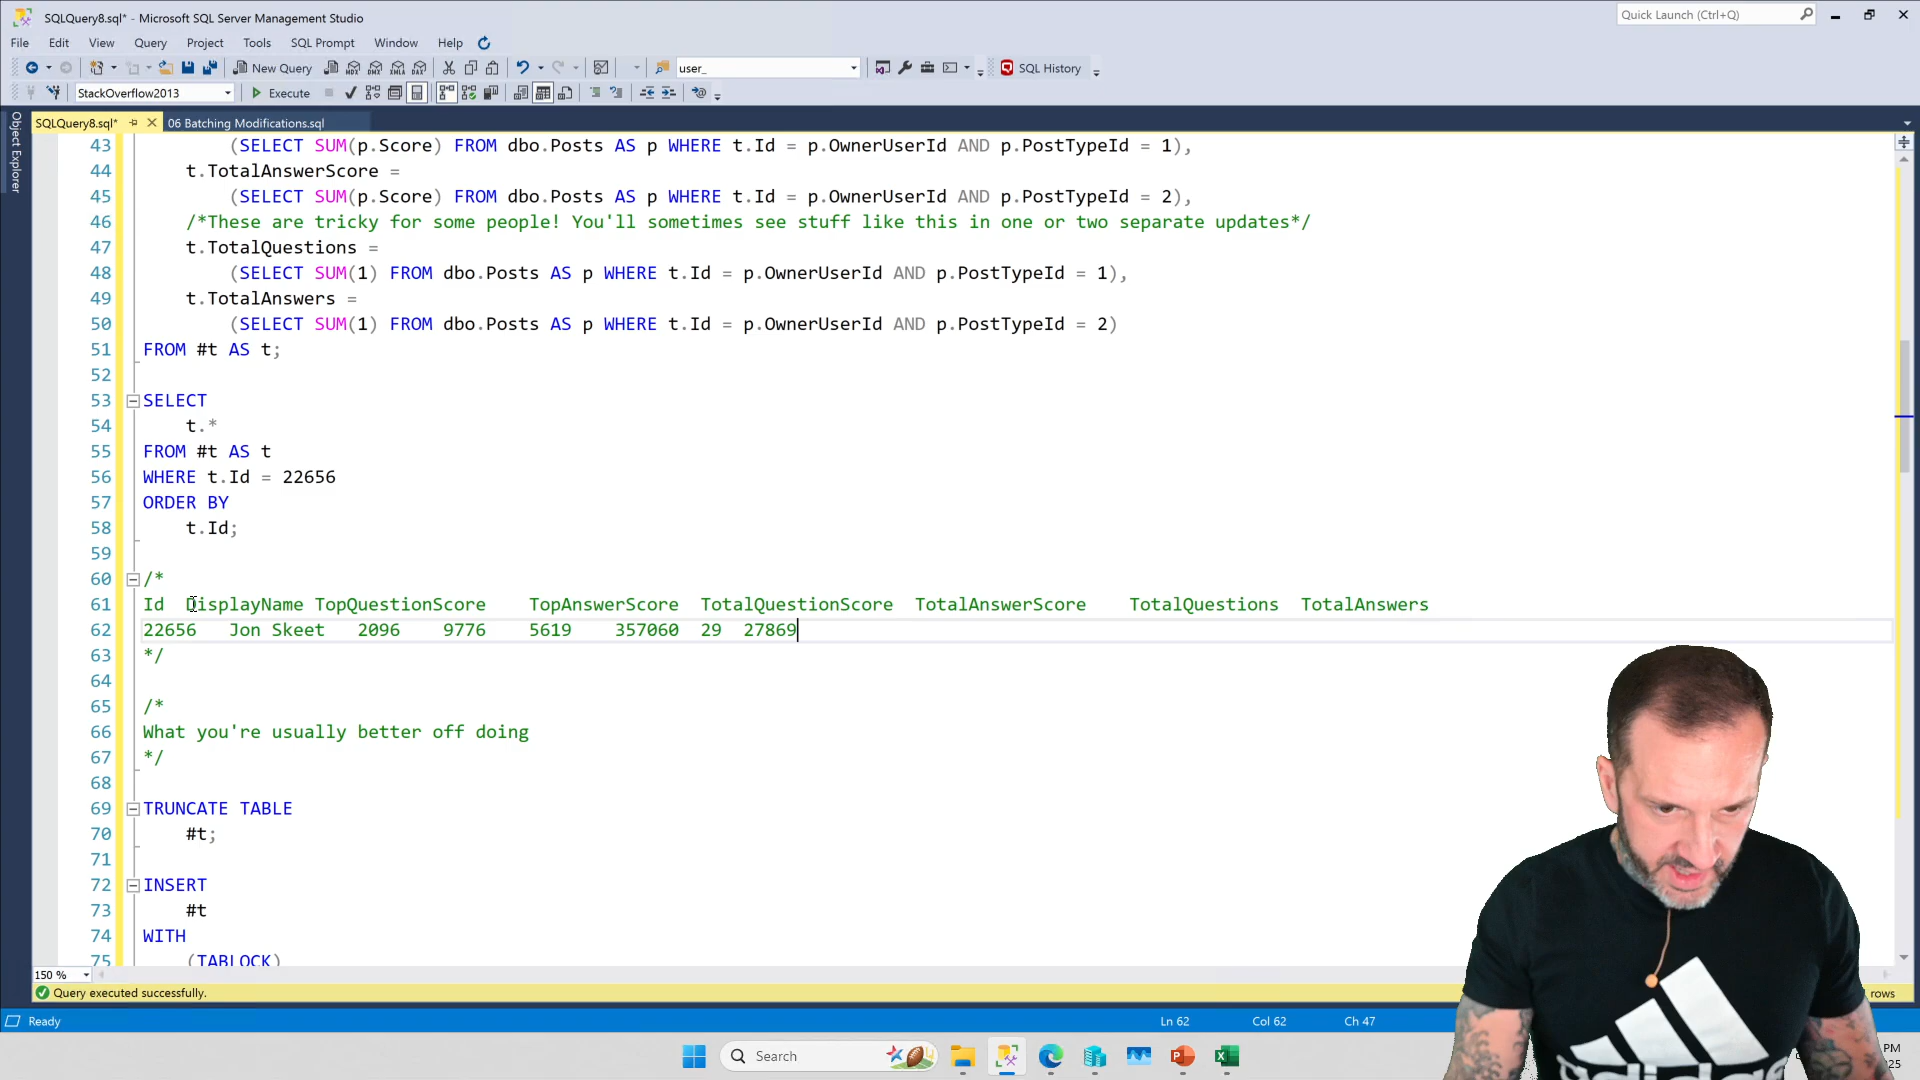 SQLQuery8.sql* - Microsoft SQL Server Management Studio
Quick Launch (Ctrl+Q)
File Edit View Query Project Tools SQL Prompt Window Help
New Query
MDX DMX XMLA DAX
user_
SQL History
StackOverflow2013
Execute
SQLQuery8.sql*
06 Batching Modifications.sql
Object Explorer
43 (SELECT SUM(p.Score) FROM dbo.Posts AS p WHERE t.Id = p.OwnerUserId AND p.PostTypeId = 1),
44 t.TotalAnswerScore =
45 (SELECT SUM(p.Score) FROM dbo.Posts AS p WHERE t.Id = p.OwnerUserId AND p.PostTypeId = 2),
46 /*These are tricky for some people! You'll sometimes see stuff like this in one or two separate updates*/
47 t.TotalQuestions =
48 (SELECT SUM(1) FROM dbo.Posts AS p WHERE t.Id = p.OwnerUserId AND p.PostTypeId = 1),
49 t.TotalAnswers =
50 (SELECT SUM(1) FROM dbo.Posts AS p WHERE t.Id = p.OwnerUserId AND p.PostTypeId = 2)
51 FROM #t AS t;
52
53 SELECT
54 t.*
55 FROM #t AS t
56 WHERE t.Id = 22656
57 ORDER BY
58 t.Id;
59
60 /*
61 Id DisplayName TopQuestionScore TopAnswerScore TotalQuestionScore TotalAnswerScore TotalQuestions TotalAnswers
62 22656 Jon Skeet 2096 9776 5619 357060 29 27869
63 */
64
65 /*
66 What you're usually better off doing
67 */
68
69 TRUNCATE TABLE
70 #t;
71
72 INSERT
73 #t
74 WITH
75 (TABLOCK)
150 %
Query executed successfully.
rows
Ready
Ln 62 Col 62 Ch 47
Search
PM
25
adidas